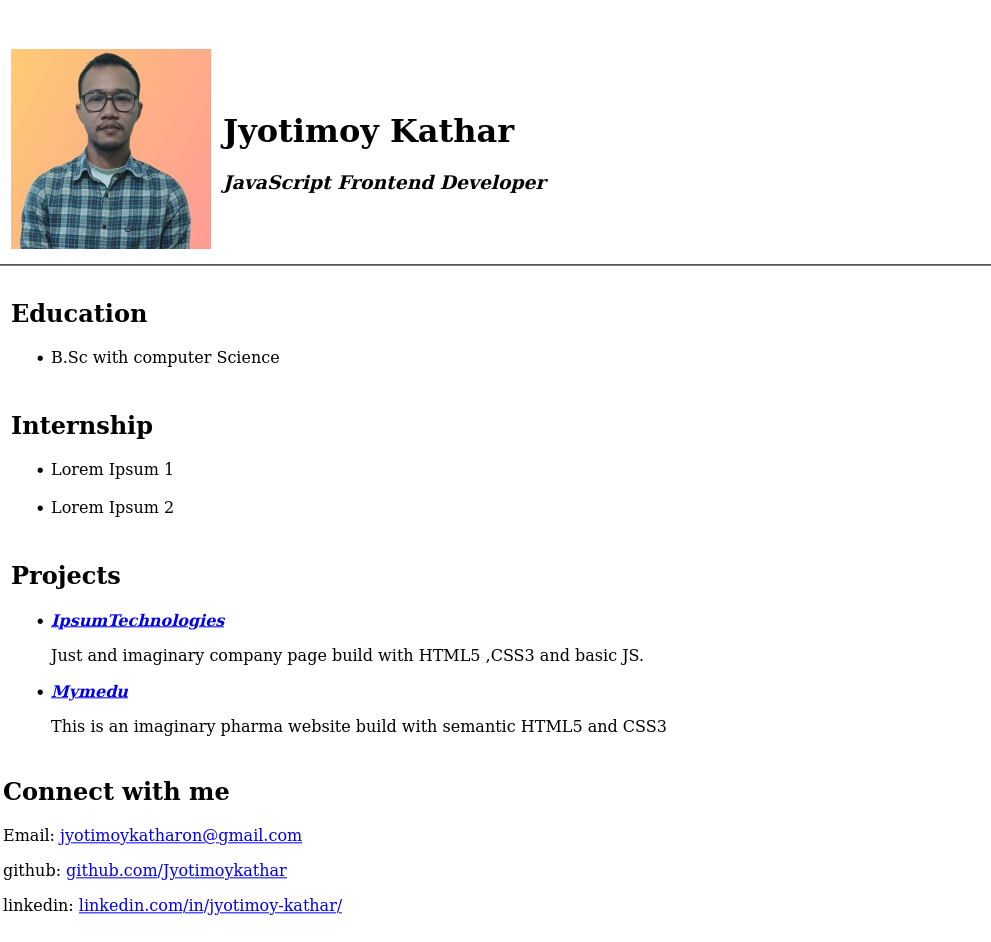 Jyotimoy Kathar
JavaScript Frontend Developer
Education
• B.Sc with computer Science
Internship
• Lorem Ipsum 1
• Lorem Ipsum 2
Projects
• IpsumTechnologies
Just and imaginary company page build with HTML5 ,CSS3 and basic JS.
• Mymedu
This is an imaginary pharma website build with semantic HTML5 and CSS3
Connect with me
Email: jyotimoykatharon@gmail.com
github: github.com/Jyotimoykathar
linkedin: linkedin.com/in/jyotimoy-kathar/